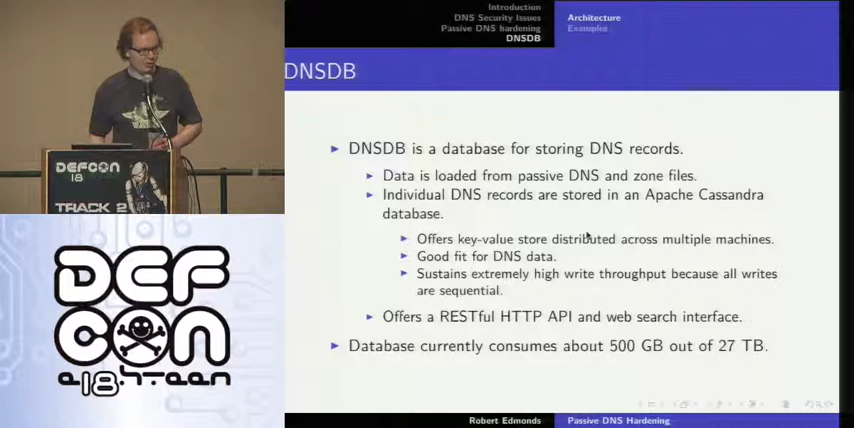 Introduction
DNS Security Issues
Passive DNS hardening
DNSDB
Architecture
Examples
DNSDB
DNSDB is a database for storing DNS records.
Data is loaded from passive DNS and zone files.
Individual DNS records are stored in an Apache Cassandra
database.
Offers key-value store distributed across multiple machines.
Good fit for DNS data.
Sustains extremely high write throughput because all writes
are sequential.
Offers a RESTful HTTP API and web search interface.
Database currently consumes about 500 GB out of 27 TB.
Robert Edmonds
Passive DNS Hardening
DEFCON
18
TRACK 2
DEF
CON
e18hteen